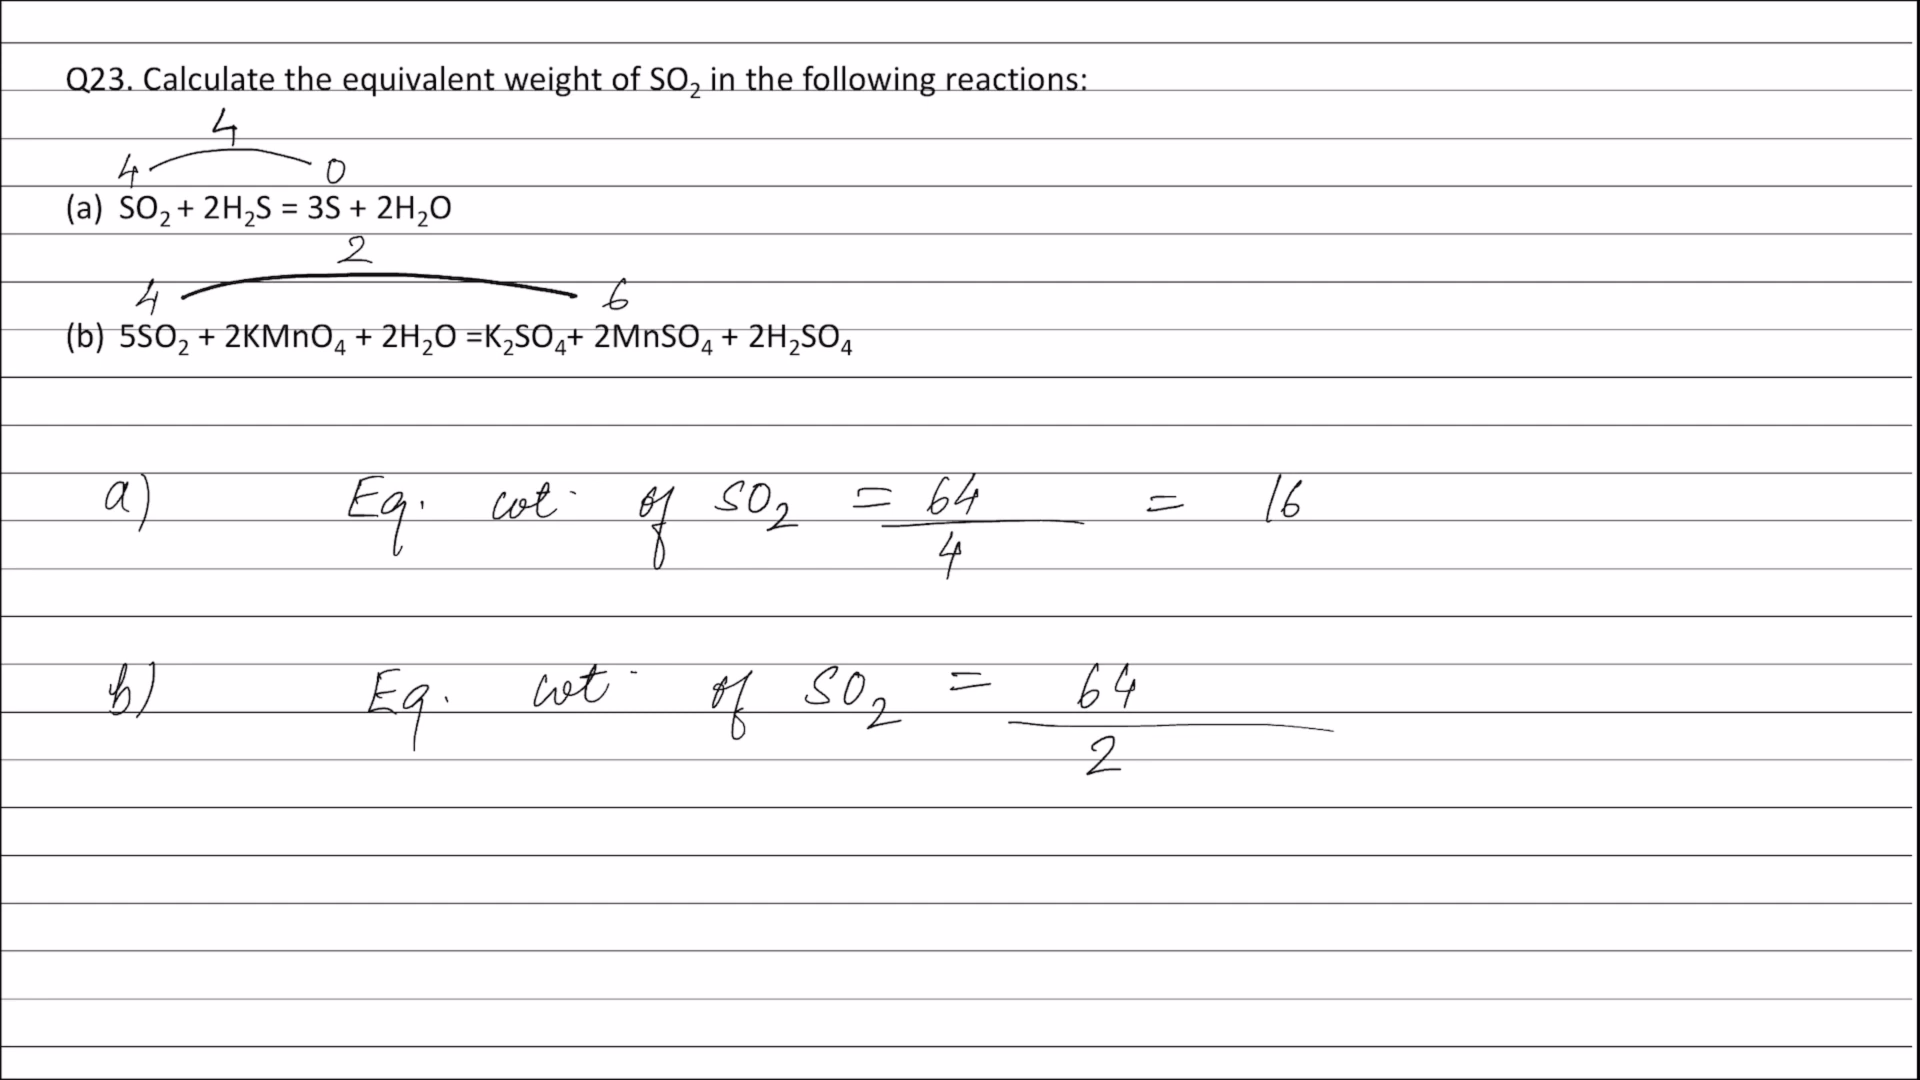 Q23. Calculate the equivalent weight of SO₂ in the following reactions:
4
4 0
(a) SO₂ + 2H₂S = 3S + 2H₂O
2
4 6
(b) 5SO₂ + 2KMnO₄ + 2H₂O =K₂SO₄+ 2MnSO₄ + 2H₂SO₄
a) Eq. wt. of SO₂ = 64 = 16
4
b) Eq. wt. of SO₂ = 64
2